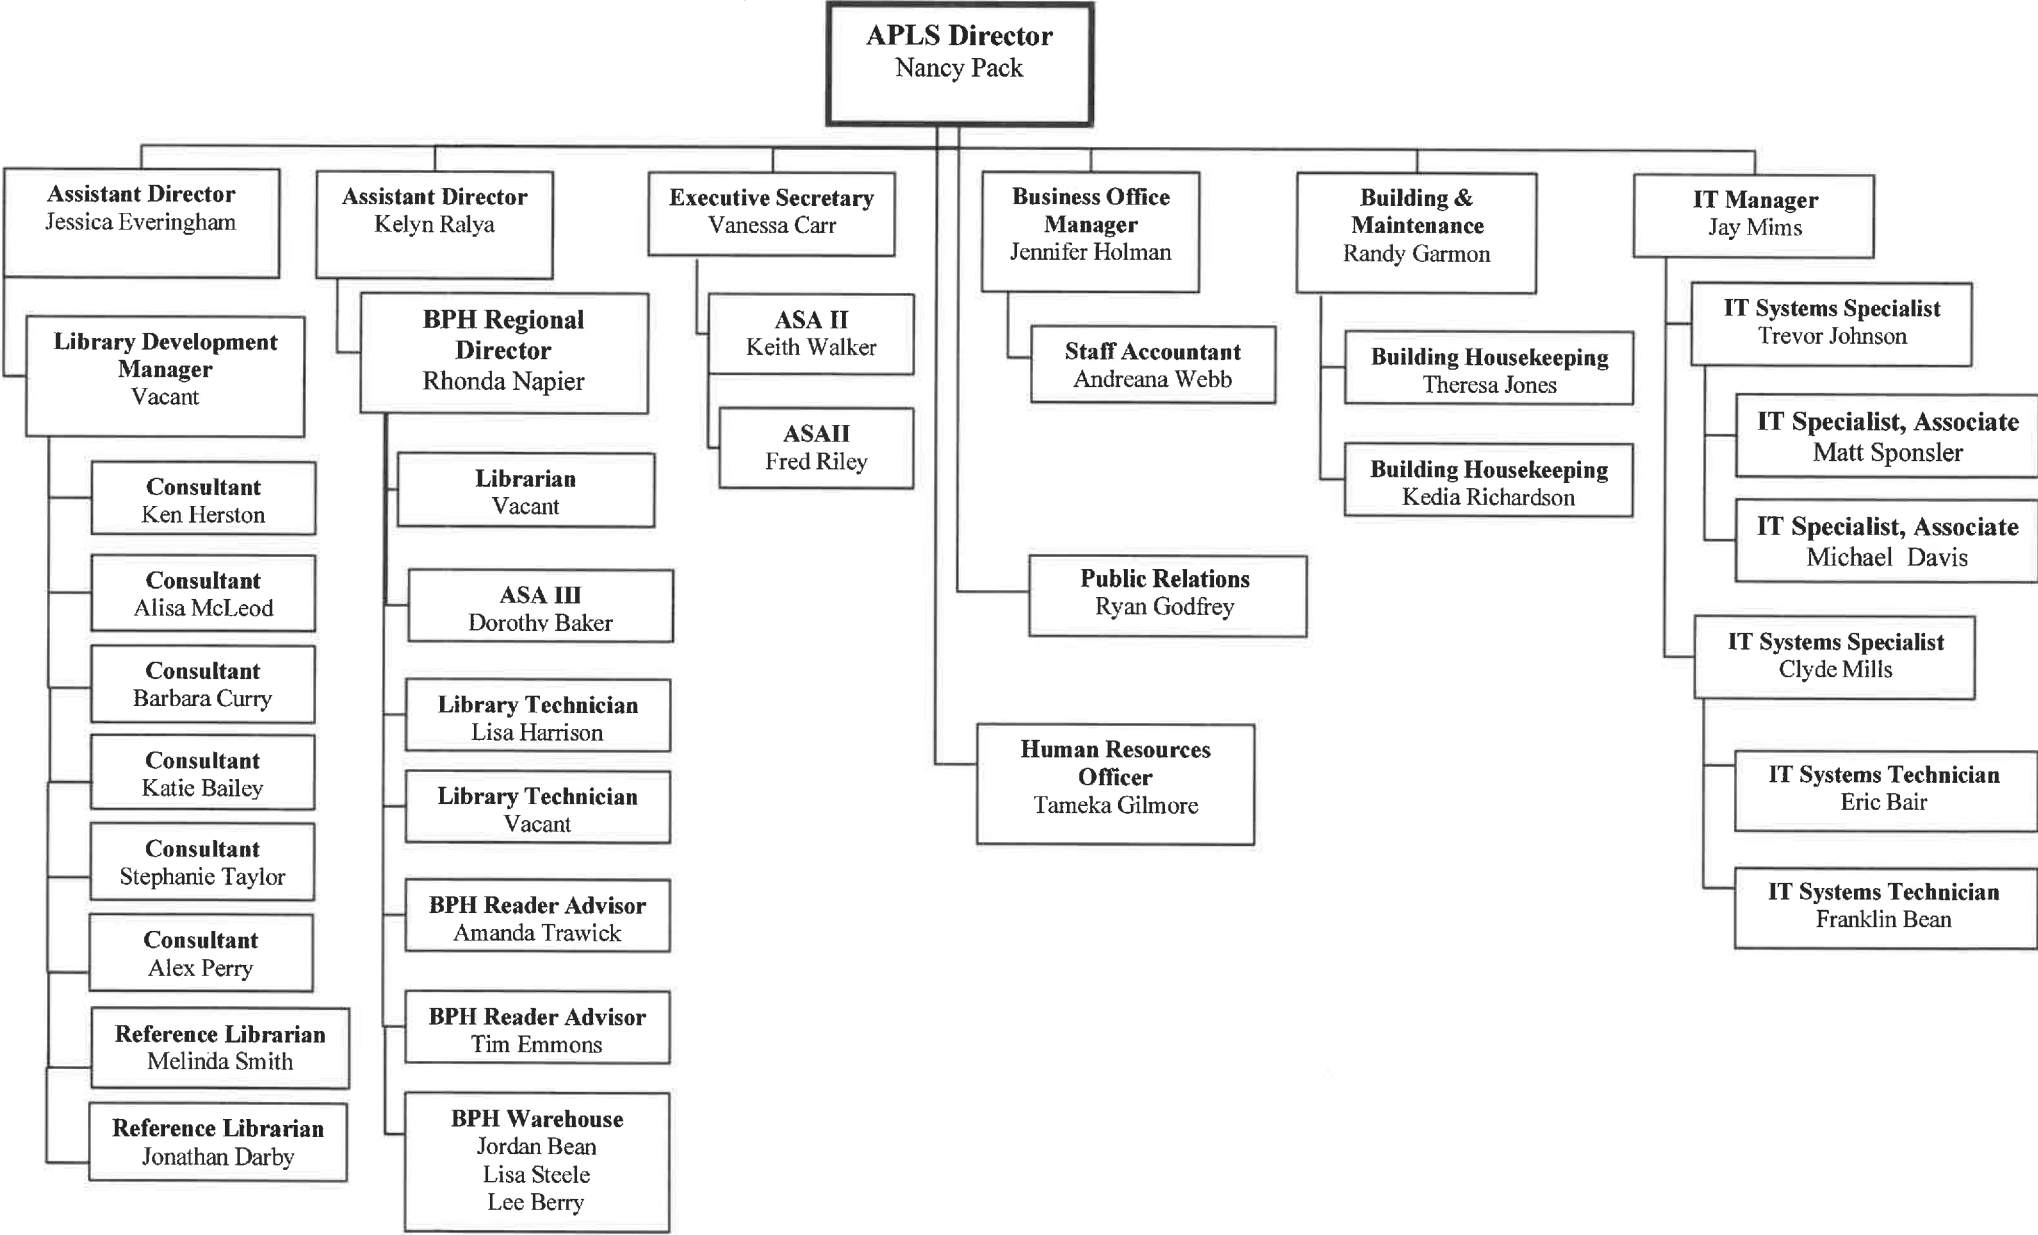 APLS Director
Nancy Pack
Assistant Director
Jessica Everingham
Library Development
Manager
Vacant
Consultant
Ken Herston
Consultant
Alisa McLeod
Consultant
Barbara Curry
Consultant
Katie Bailey
Consultant
Stephanie Taylor
Consultant
Alex Perry
Reference Librarian
Melinda Smith
Reference Librarian
Jonathan Darby
Assistant Director
Kelyn Ralya
BPH Regional
Director
Rhonda Napier
Librarian
Vacant
ASA III
Dorothy Baker
Library Technician
Lisa Harrison
Library Technician
Vacant
BPH Reader Advisor
Amanda Trawick
BPH Reader Advisor
Tim Emmons
BPH Warehouse
Jordan Bean
Lisa Steele
Lee Berry
Executive Secretary
Vanessa Carr
ASA II
Keith Walker
ASAII
Fred Riley
Business Office
Manager
Jennifer Holman
Staff Accountant
Andreana Webb
Public Relations
Ryan Godfrey
Human Resources
Officer
Tameka Gilmore
Building &
Maintenance
Randy Garmon
Building Housekeeping
Theresa Jones
Building Housekeeping
Kedia Richardson
IT Manager
Jay Mims
IT Systems Specialist
Trevor Johnson
IT Specialist, Associate
Matt Sponsler
IT Specialist, Associate
Michael  Davis
IT Systems Specialist
Clyde Mills
IT Systems Technician
Eric Bair
IT Systems Technician
Franklin Bean